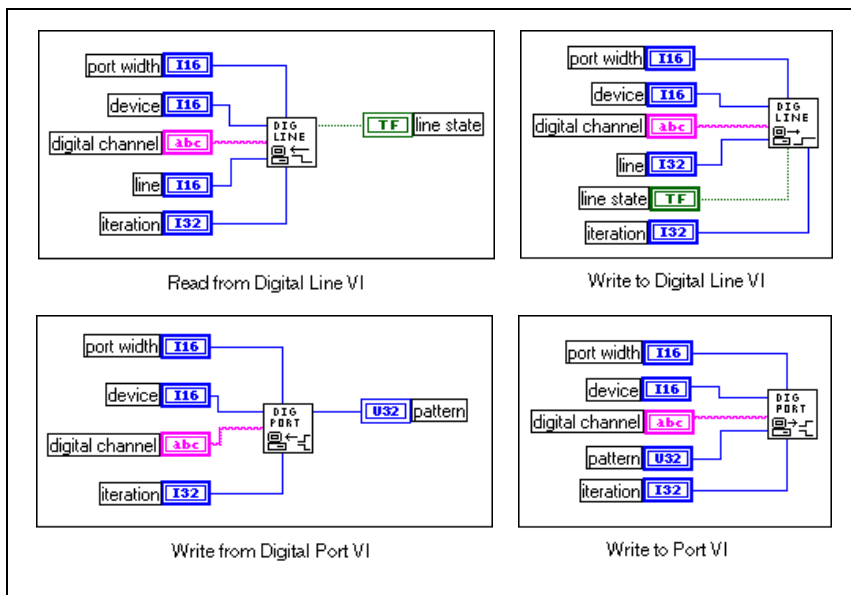 port width I16
device I16
digital channel abc
line I16
iteration I32
DIG
LINE
TF line state
Read from Digital Line VI
port width I16
device I16
digital channel abc
line I32
line state TF
iteration I32
DIG
LINE
Write to Digital Line VI
port width I16
device I16
digital channel abc
iteration I32
DIG
PORT
U32 pattern
Write from Digital Port VI
port width I16
device I16
digital channel abc
pattern U32
iteration I32
DIG
PORT
Write to Port VI